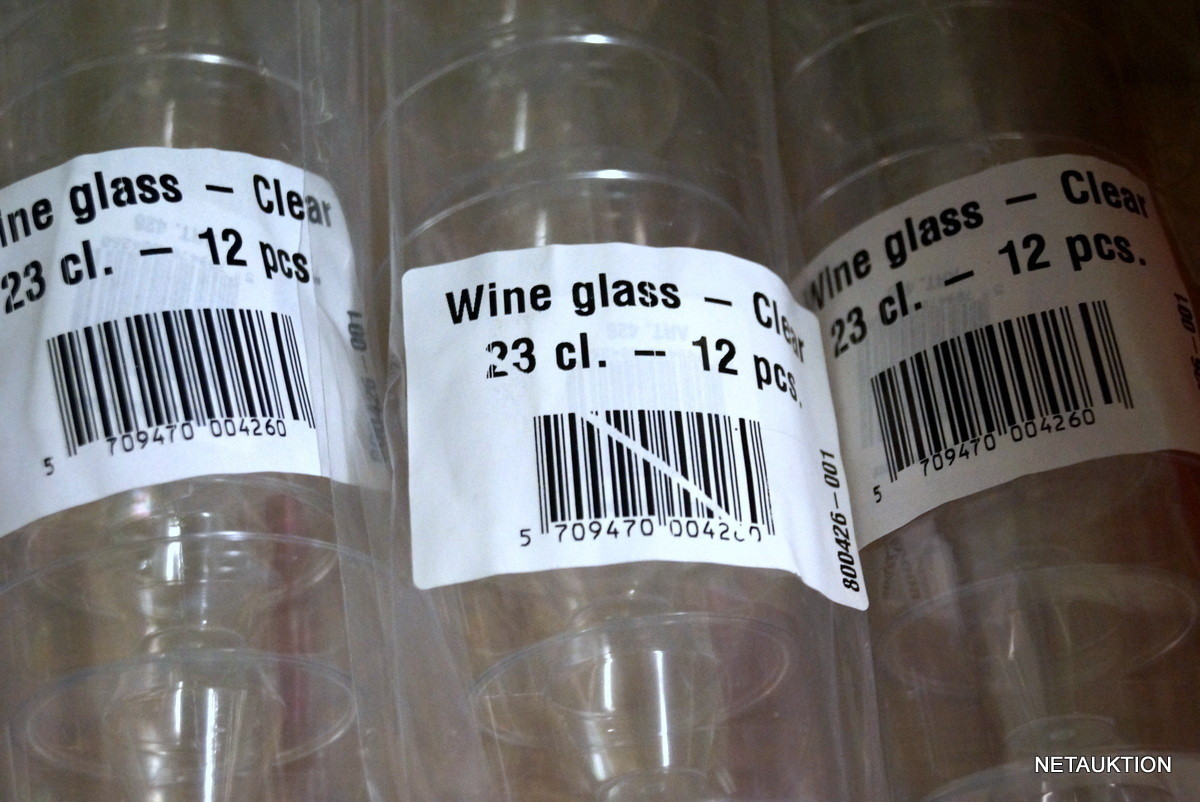 ine glass – Clear
23 cl. – 12 pcs.
5 709470 004260
Wine glass – Clear
23 cl. – 12 pcs.
5 709470 004260
800426-001
Wine glass – Clear
23 cl. – 12 pcs.
5 709470 004260
NETAUKTION